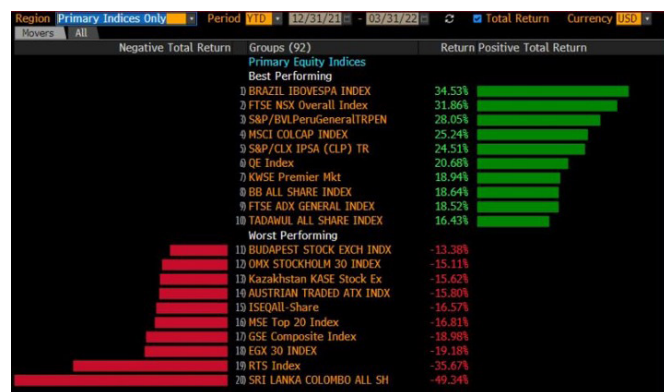 Region Primary Indices Only Period YTD 12/31/21 - 03/31/22 Total Return Currency USD
Movers All
Negative Total Return Groups (92) Return Positive Total Return
Primary Equity Indices
Best Performing
1) BRAZIL IBOVESPA INDEX 34.53%
2) FTSE NSX Overall Index 31.86%
3) S&P/BVLPeruGeneralTRPEN 28.05%
4) MSCI COLCAP INDEX 25.24%
5) S&P/CLX IPSA (CLP) TR 24.51%
6) QE Index 20.68%
7) KWSE Premier Mkt 18.94%
8) BB ALL SHARE INDEX 18.64%
9) FTSE ADX GENERAL INDEX 18.52%
10) TADAWUL ALL SHARE INDEX 16.43%
Worst Performing
11) BUDAPEST STOCK EXCH INDX -13.38%
12) OMX STOCKHOLM 30 INDEX -15.11%
13) Kazakhstan KASE Stock Ex -15.62%
14) AUSTRIAN TRADED ATX INDX -15.80%
15) ISEQAll-Share -16.57%
16) MSE Top 20 Index -16.81%
17) GSE Composite Index -18.98%
18) EGX 30 INDEX -19.18%
19) RTS Index -35.67%
20) SRI LANKA COLOMBO ALL SH -49.34%